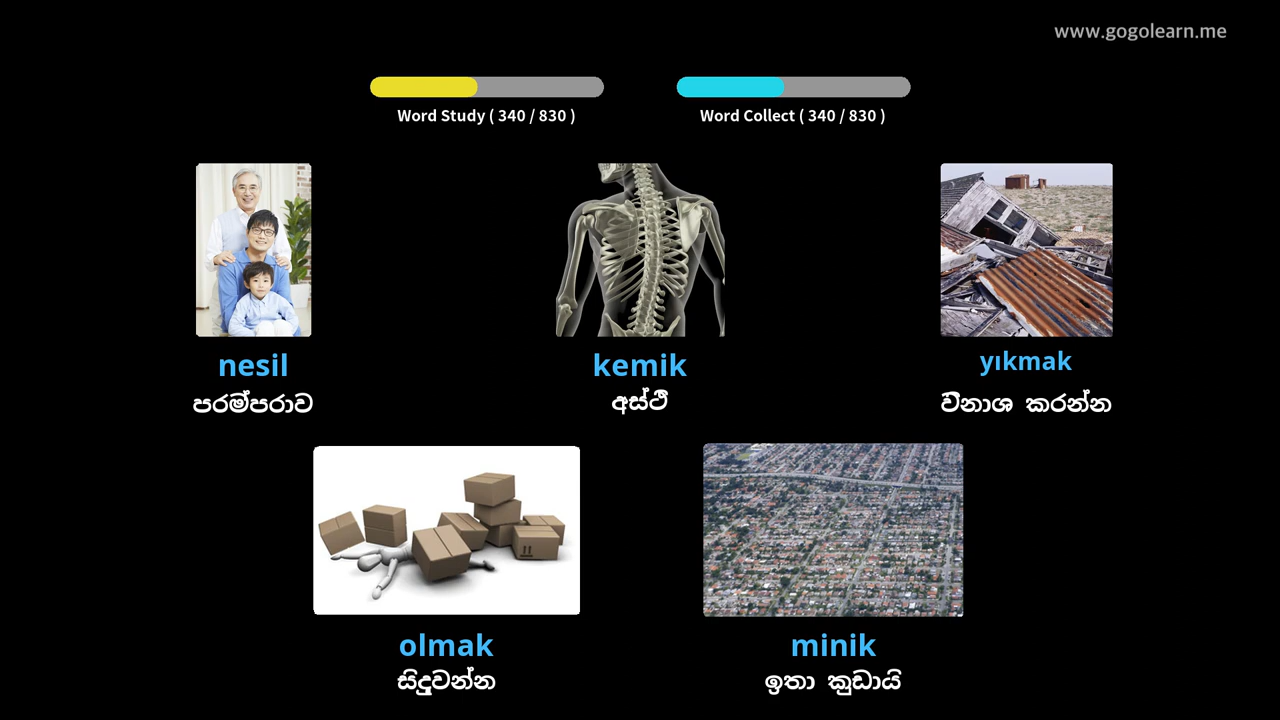 www.gogolearn.me
Word Study ( 340 / 830 )
Word Collect ( 340 / 830 )
nesil
පරම්පරාව
kemik
අස්ථි
yıkmak
විනාශ කරන්න
olmak
සිදුවන්න
minik
ඉතා කුඩායි